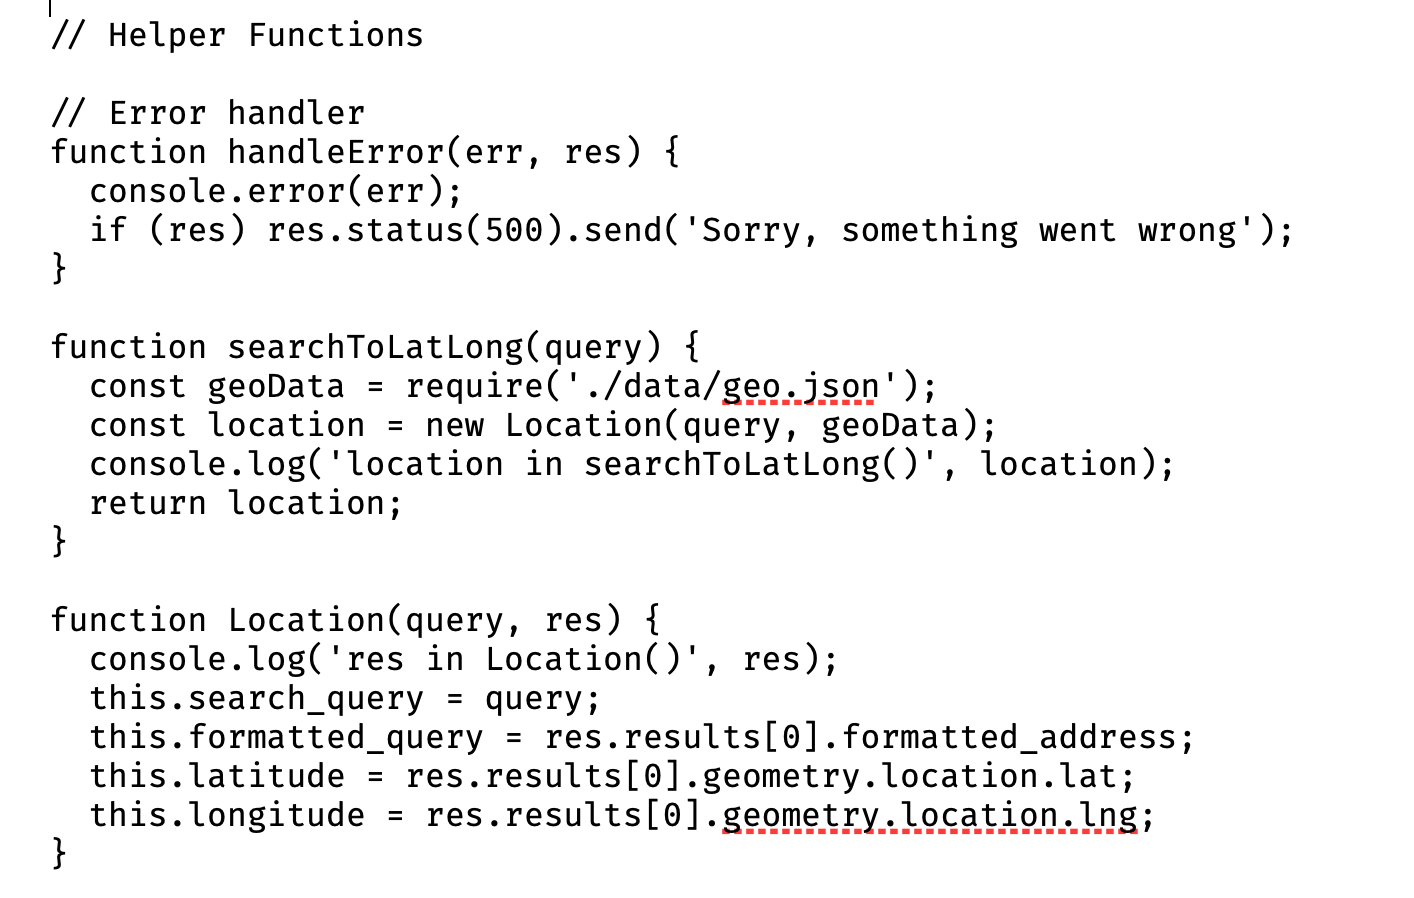 // Helper Functions

// Error handler
function handleError(err, res) {
  console.error(err);
  if (res) res.status(500).send('Sorry, something went wrong');
}

function searchToLatLong(query) {
  const geoData = require('./data/geo.json');
  const location = new Location(query, geoData);
  console.log('location in searchToLatLong()', location);
  return location;
}

function Location(query, res) {
  console.log('res in Location()', res);
  this.search_query = query;
  this.formatted_query = res.results[0].formatted_address;
  this.latitude = res.results[0].geometry.location.lat;
  this.longitude = res.results[0].geometry.location.lng;
}